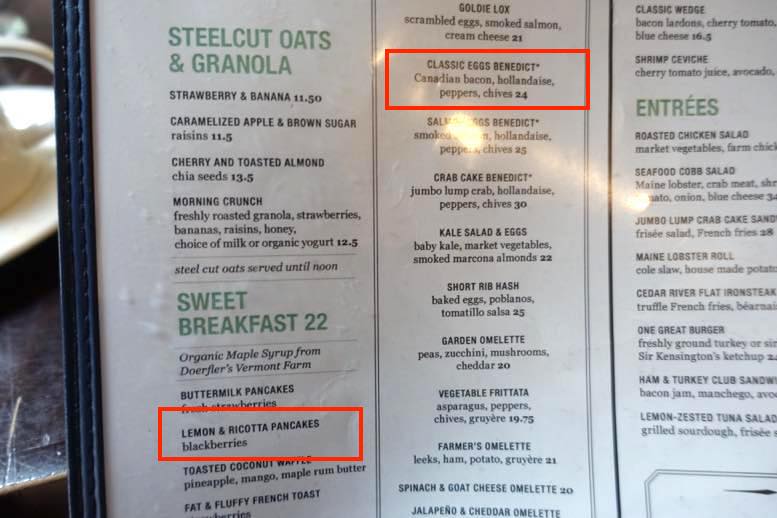 STEELCUT OATS
& GRANOLA
STRAWBERRY & BANANA 11.50
CARAMELIZED APPLE & BROWN SUGAR
raisins 11.5
CHERRY AND TOASTED ALMOND
chia seeds 13.5
MORNING CRUNCH
freshly roasted granola, strawberries,
bananas, raisins, honey,
choice of milk or organic yogurt 12.5
steel cut oats served until noon
SWEET
BREAKFAST 22
Organic Maple Syrup from
Doerfler's Vermont Farm
BUTTERMILK PANCAKES
fresh strawberries
LEMON & RICOTTA PANCAKES
blackberries
TOASTED COCONUT WAFFLE
pineapple, mango, maple rum butter
FAT & FLUFFY FRENCH TOAST
GOLDIE LOX
scrambled eggs, smoked salmon,
cream cheese 21
CLASSIC EGGS BENEDICT*
Canadian bacon, hollandaise,
peppers, chives 24
EGGS BENEDICT*
hollandaise,
chives 25
CRAB CAKE BENEDICT*
jumbo lump crab, hollandaise,
peppers, chives 30
KALE SALAD & EGGS
baby kale, market vegetables,
smoked marcona almonds 22
SHORT RIB HASH
baked eggs, poblanos,
tomatillo salsa 25
GARDEN OMELETTE
peas, zucchini, mushrooms,
cheddar 20
VEGETABLE FRITTATA
asparagus, peppers,
chives, gruyère 19.75
FARMER'S OMELETTE
leeks, ham, potato, gruyère 21
SPINACH & GOAT CHEESE OMELETTE 20
JALAPEÑO & CHEDDAR OMELETTE
CLASSIC WEDGE
bacon lardons, cherry tomato,
blue cheese 16.5
SHRIMP CEVICHE
cherry tomato juice, avocado,
ENTRÉES
ROASTED CHICKEN SALAD
market vegetables, farm
SEAFOOD COBB SALAD
Maine lobster, crab meat,
onion, blue cheese
JUMBO LUMP CRAB CAKE
frisée salad, French fries 28
MAINE LOBSTER ROLL
cole slaw, house made
CEDAR RIVER FLAT IRONSTEAK
truffle French fries,
ONE GREAT BURGER
freshly ground turkey or
Sir Kensington's ketchup
HAM & TURKEY CLUB
bacon jam, manchego,
LEMON-ZESTED TUNA
grilled sourdough, frisée